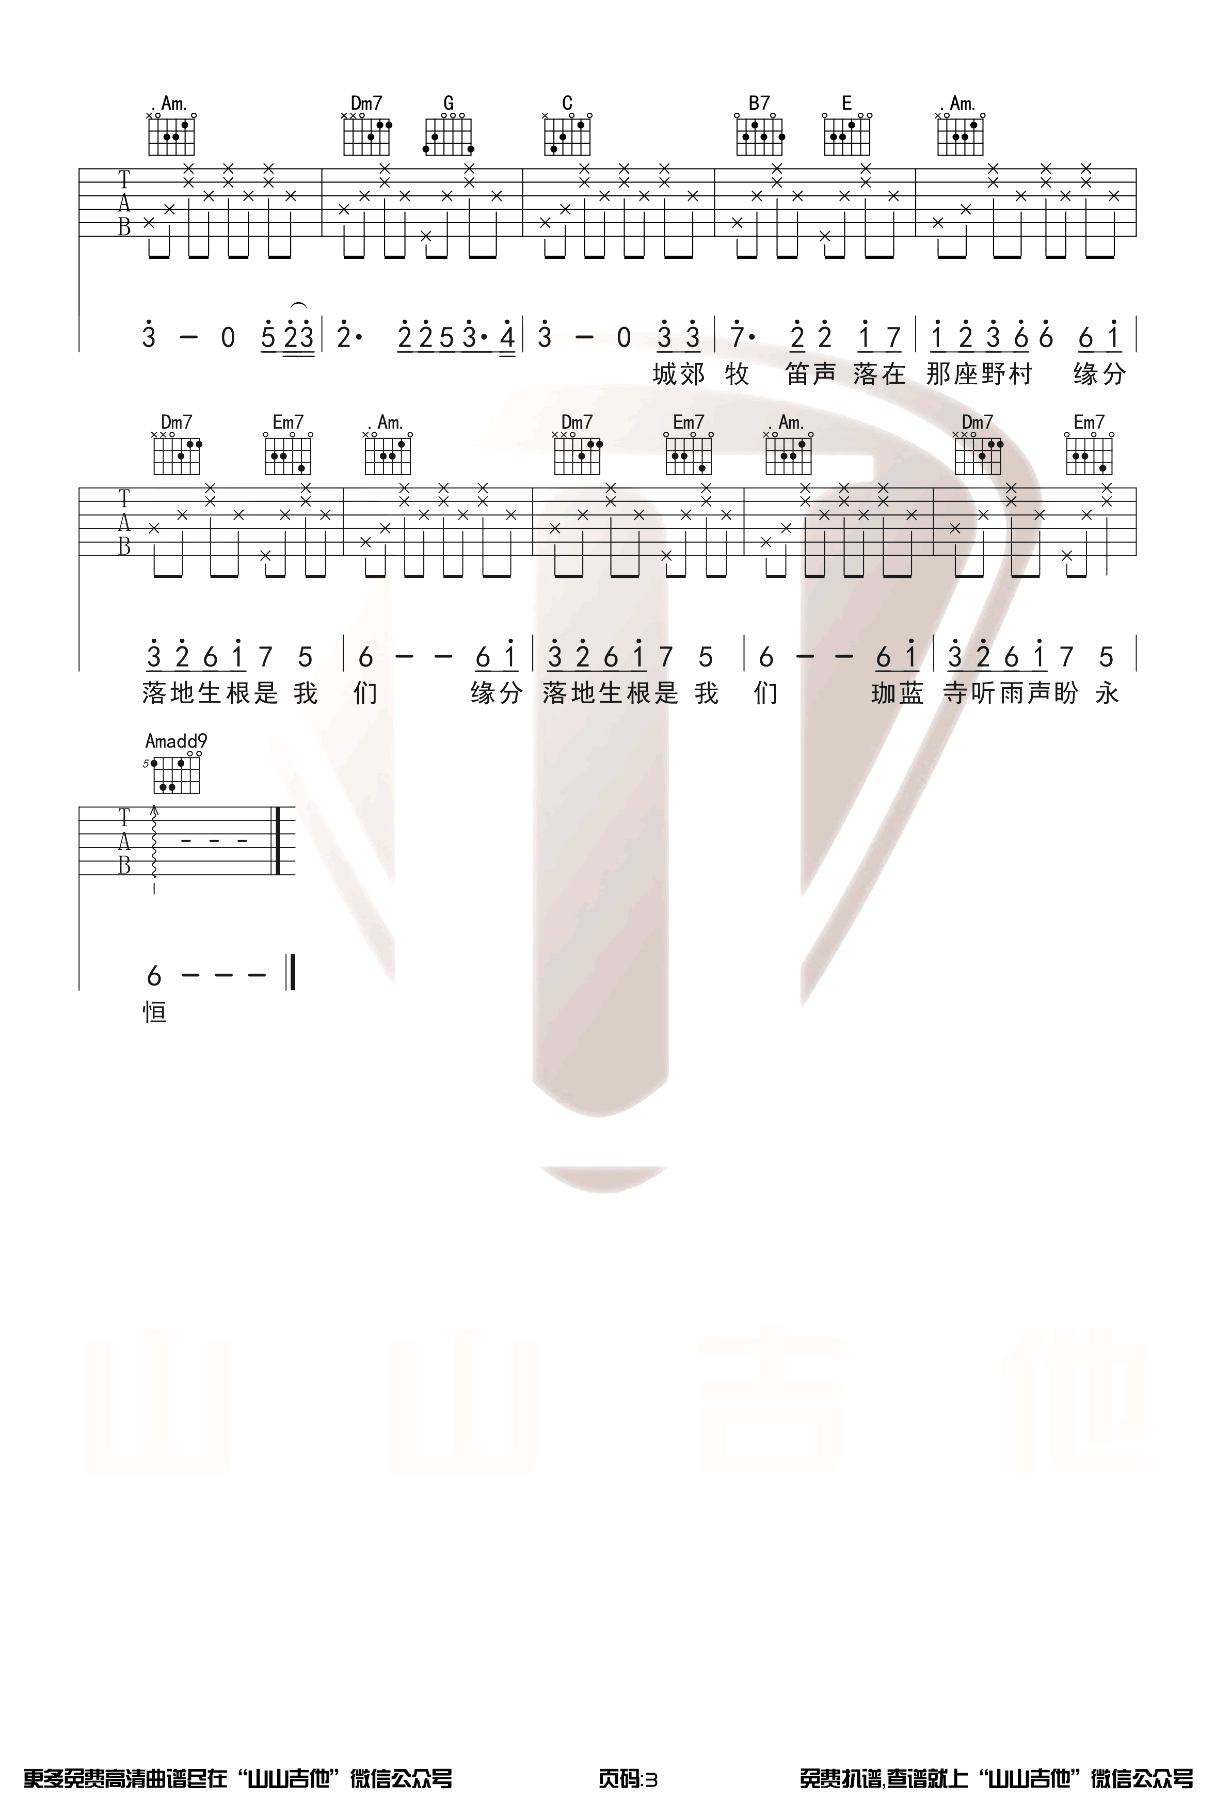 .Am. Dm7 G C B7 E .Am.
T
A
B
3 － 0 5 2 3 2· 2 2 5 3· 4 3 － 0 3 3 7· 2 2 1 7 1 2 3 6 6 6 1
城郊 牧 笛声 落在 那座野村 缘分
Dm7 Em7 .Am. Dm7 Em7 .Am. Dm7 Em7
T
A
B
3 2 6 1 7 5 6 － － 6 1 3 2 6 1 7 5 6 － － 6 1 3 2 6 1 7 5
落地生根是 我 们 缘分 落地生根是 我 们 珈蓝 寺听雨声盼 永
Amadd9
5
T
A
B
6 － － －
恒
山山吉他
更多免费高清曲谱尽在“山山吉他”微信公众号 页码:3 免费扒谱,查谱就上“山山吉他”微信公众号